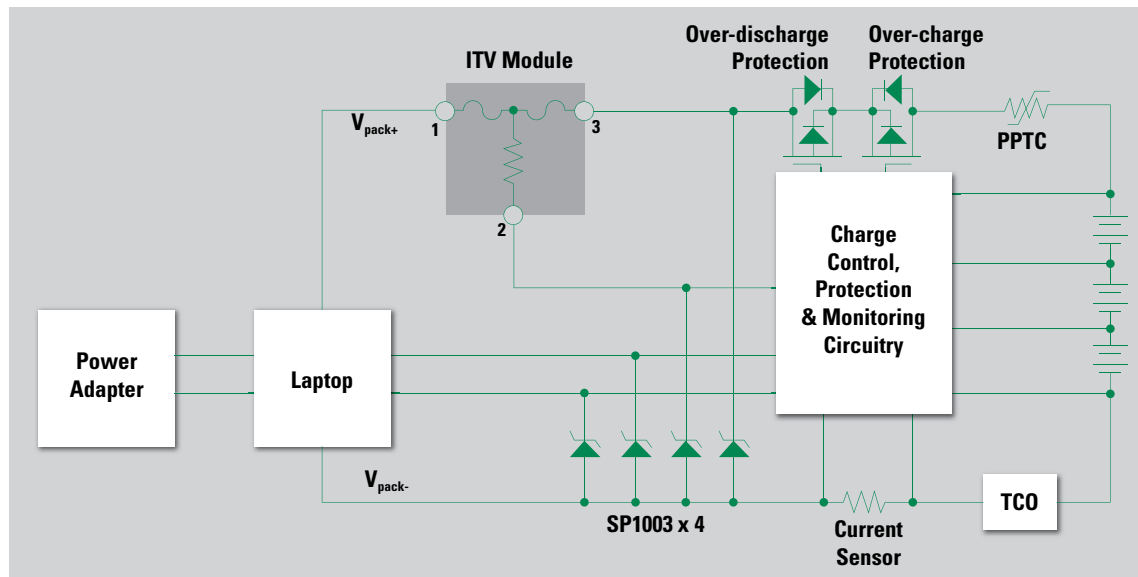 Over-discharge
Protection
Over-charge
Protection
ITV Module
1
3
2
Vpack+
PPTC
Charge
Control,
Protection
& Monitoring
Circuitry
Power
Adapter
Laptop
Vpack-
SP1003 x 4
Current
Sensor
TCO